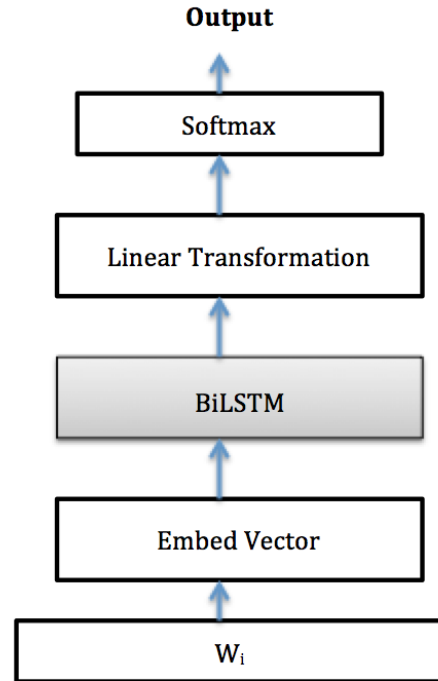 Output
Softmax
Linear Transformation
BiLSTM
Embed Vector
Wi